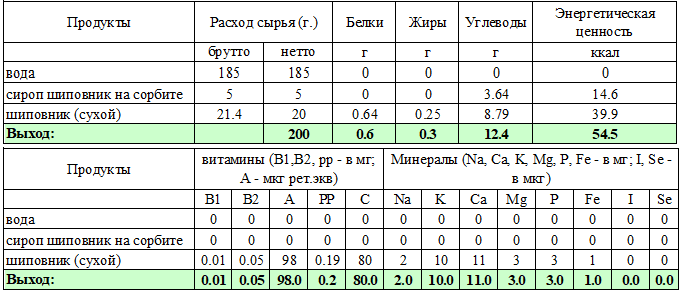 Продукты Расход сырья (г.) Белки Жиры Углеводы Энергетическая ценность
брутто нетто г г г ккал
вода 185 185 0 0 0 0
сироп шиповник на сорбите 5 5 0 0 3.64 14.6
шиповник (сухой) 21.4 20 0.64 0.25 8.79 39.9
Выход: 200 0.6 0.3 12.4 54.5
Продукты витамины (В1,В2, рр - в мг; А - мкг рет.экв) Минералы (Na, Ca, K, Mg, P, Fe - в мг; I, Se - в мкг)
В1 В2 А РР С Na K Ca Mg P Fe I Se
вода 0 0 0 0 0 0 0 0 0 0 0 0 0
сироп шиповник на сорбите 0 0 0 0 0 0 0 0 0 0 0 0 0
шиповник (сухой) 0.01 0.05 98 0.19 80 2 10 11 3 3 1 0 0
Выход: 0.01 0.05 98.0 0.2 80.0 2.0 10.0 11.0 3.0 3.0 1.0 0.0 0.0